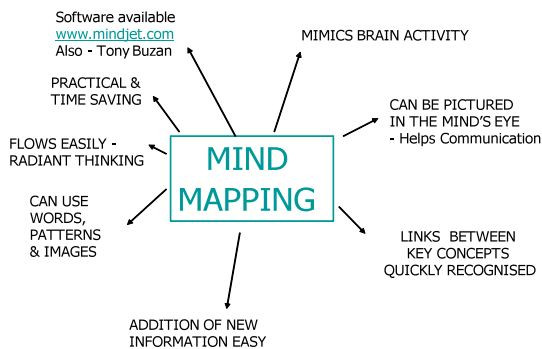 Software available
www.mindjet.com
Also - Tony Buzan
MIMICS BRAIN ACTIVITY
PRACTICAL &
TIME SAVING
CAN BE PICTURED
IN THE MIND'S EYE
- Helps Communication
FLOWS EASILY -
RADIANT THINKING
MIND
MAPPING
CAN USE
WORDS,
PATTERNS
& IMAGES
LINKS BETWEEN
KEY CONCEPTS
QUICKLY RECOGNISED
ADDITION OF NEW
INFORMATION EASY